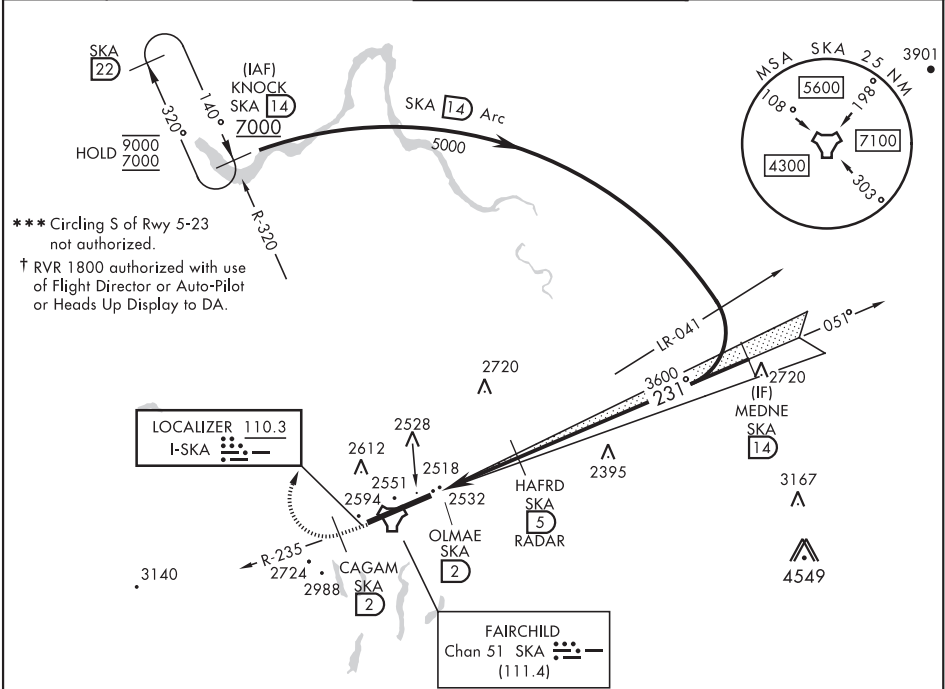 SKA
22
320°
140°
(IAF)
KNOCK
SKA 14
7000
HOLD 9000
7000
R-320
SKA 14 Arc
5000
MSA SKA 25 NM
5600
108°
198°
7100
4300
303°
3901
*** Circling S of Rwy 5-23
not authorized.
† RVR 1800 authorized with use
of Flight Director or Auto-Pilot
or Heads Up Display to DA.
LR-041
051°
3600
231°
2720
2720
(IF)
MEDNE
SKA
14
LOCALIZER 110.3
I-SKA
2612
2528
2518
2551
2594
2532
HAFRD
SKA
5
RADAR
2395
3167
4549
OLMAE
SKA
2
R-235
2724
2988
CAGAM
SKA
2
3140
FAIRCHILD
Chan 51 SKA
(111.4)